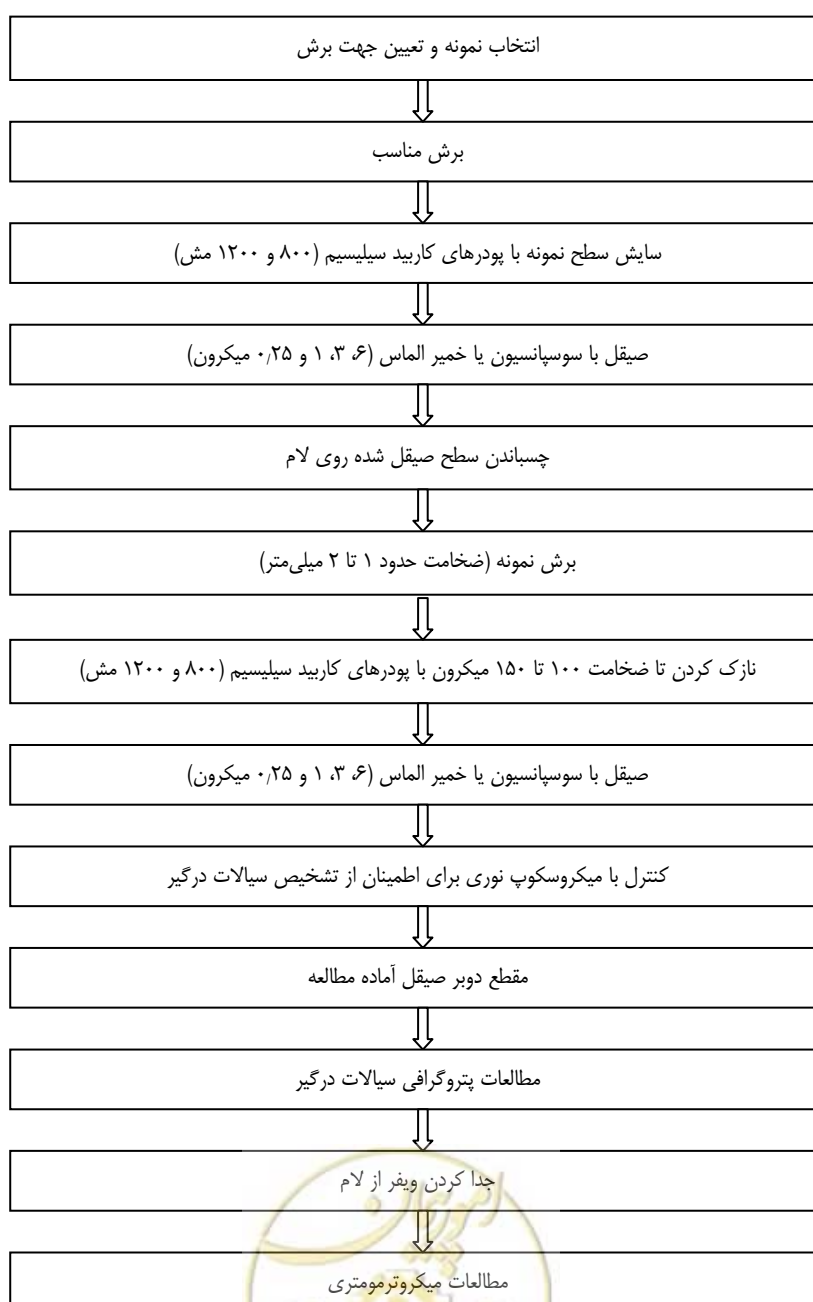 انتخاب نمونه و تعیین جهت برش
برش مناسب
سایش سطح نمونه با پودرهای کاربید سیلیسیم (۸۰۰ و ۱۲۰۰ مش)
صیقل با سوسپانسیون یا خمیر الماس (۶، ۳، ۱ و ۰٫۲۵ میکرون)
چسباندن سطح صیقل شده روی لام
برش نمونه (ضخامت حدود ۱ تا ۲ میلی‌متر)
نازک کردن تا ضخامت ۱۰۰ تا ۱۵۰ میکرون با پودرهای کاربید سیلیسیم (۸۰۰ و ۱۲۰۰ مش)
صیقل با سوسپانسیون یا خمیر الماس (۶، ۳، ۱ و ۰٫۲۵ میکرون)
کنترل با میکروسکوپ نوری برای اطمینان از تشخیص سیالات درگیر
مقطع دوبر صیقل آماده مطالعه
مطالعات پتروگرافی سیالات درگیر
جدا کردن ویفر از لام
مطالعات میکروترمومتری